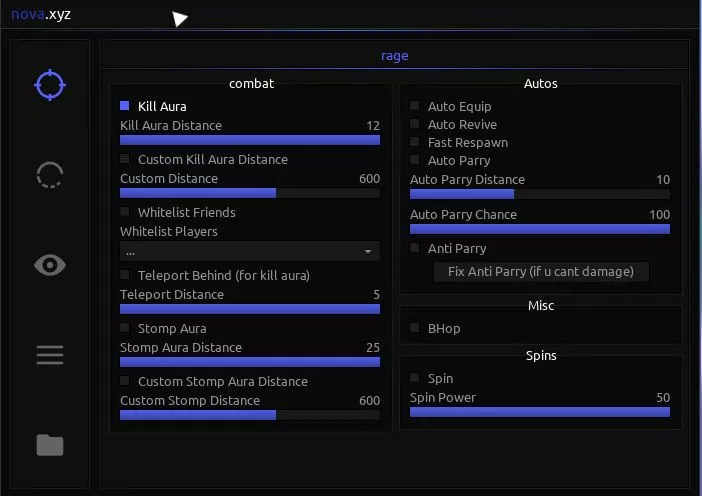 nova.xyz
rage
combat
Kill Aura
Kill Aura Distance 12
Custom Kill Aura Distance
Custom Distance 600
Whitelist Friends
Whitelist Players
...
Teleport Behind (for kill aura)
Teleport Distance 5
Stomp Aura
Stomp Aura Distance 25
Custom Stomp Aura Distance
Custom Stomp Distance 600
Autos
Auto Equip
Auto Revive
Fast Respawn
Auto Parry
Auto Parry Distance 10
Auto Parry Chance 100
Anti Parry
Fix Anti Parry (if u cant damage)
Misc
BHop
Spins
Spin
Spin Power 50